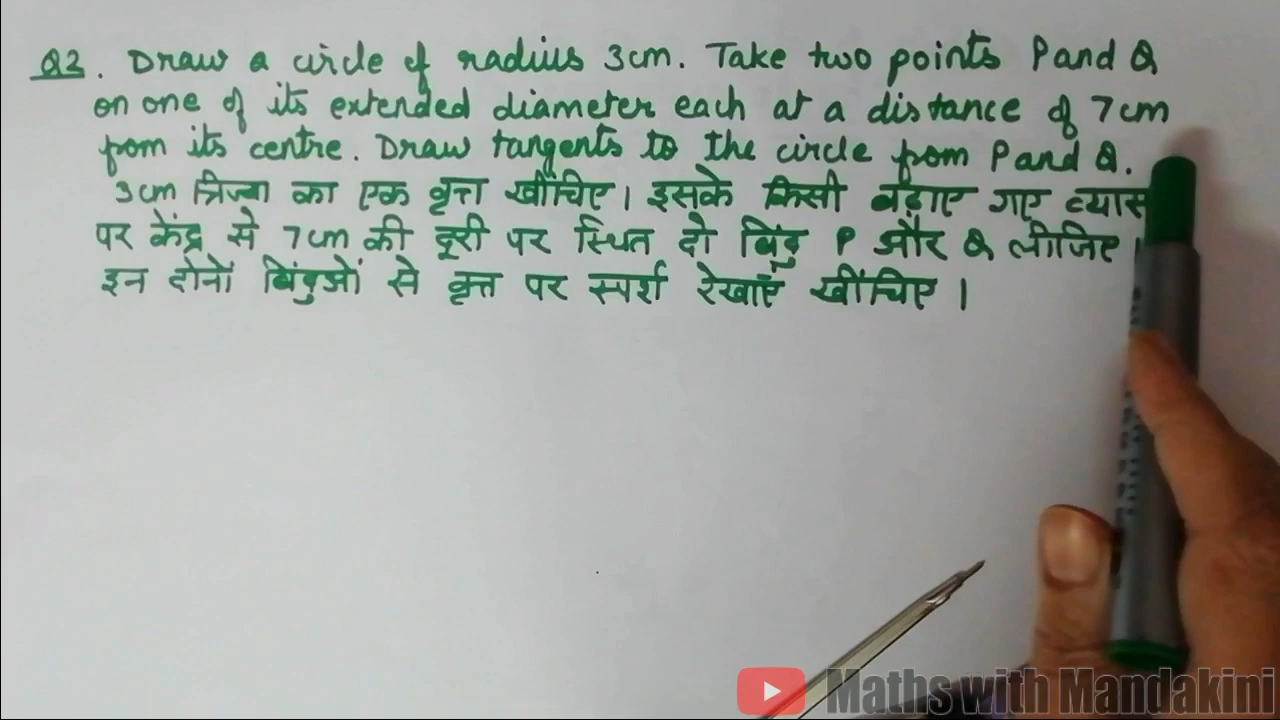 Q2. Draw a circle of radius 3cm. Take two points P and Q
on one of its extended diameter each at a distance of 7cm
from its centre. Draw tangents to the circle from P and Q.
3cm त्रिज्या का एक वृत्त खींचिए। इसके किसी बढ़ाए गए व्यास
पर केंद्र से 7cm की दूरी पर स्थित दो बिंदु P और Q लीजिए।
इन दोनों बिंदुओं से वृत्त पर स्पर्श रेखाएँ खींचिए।
Maths with Mandakini